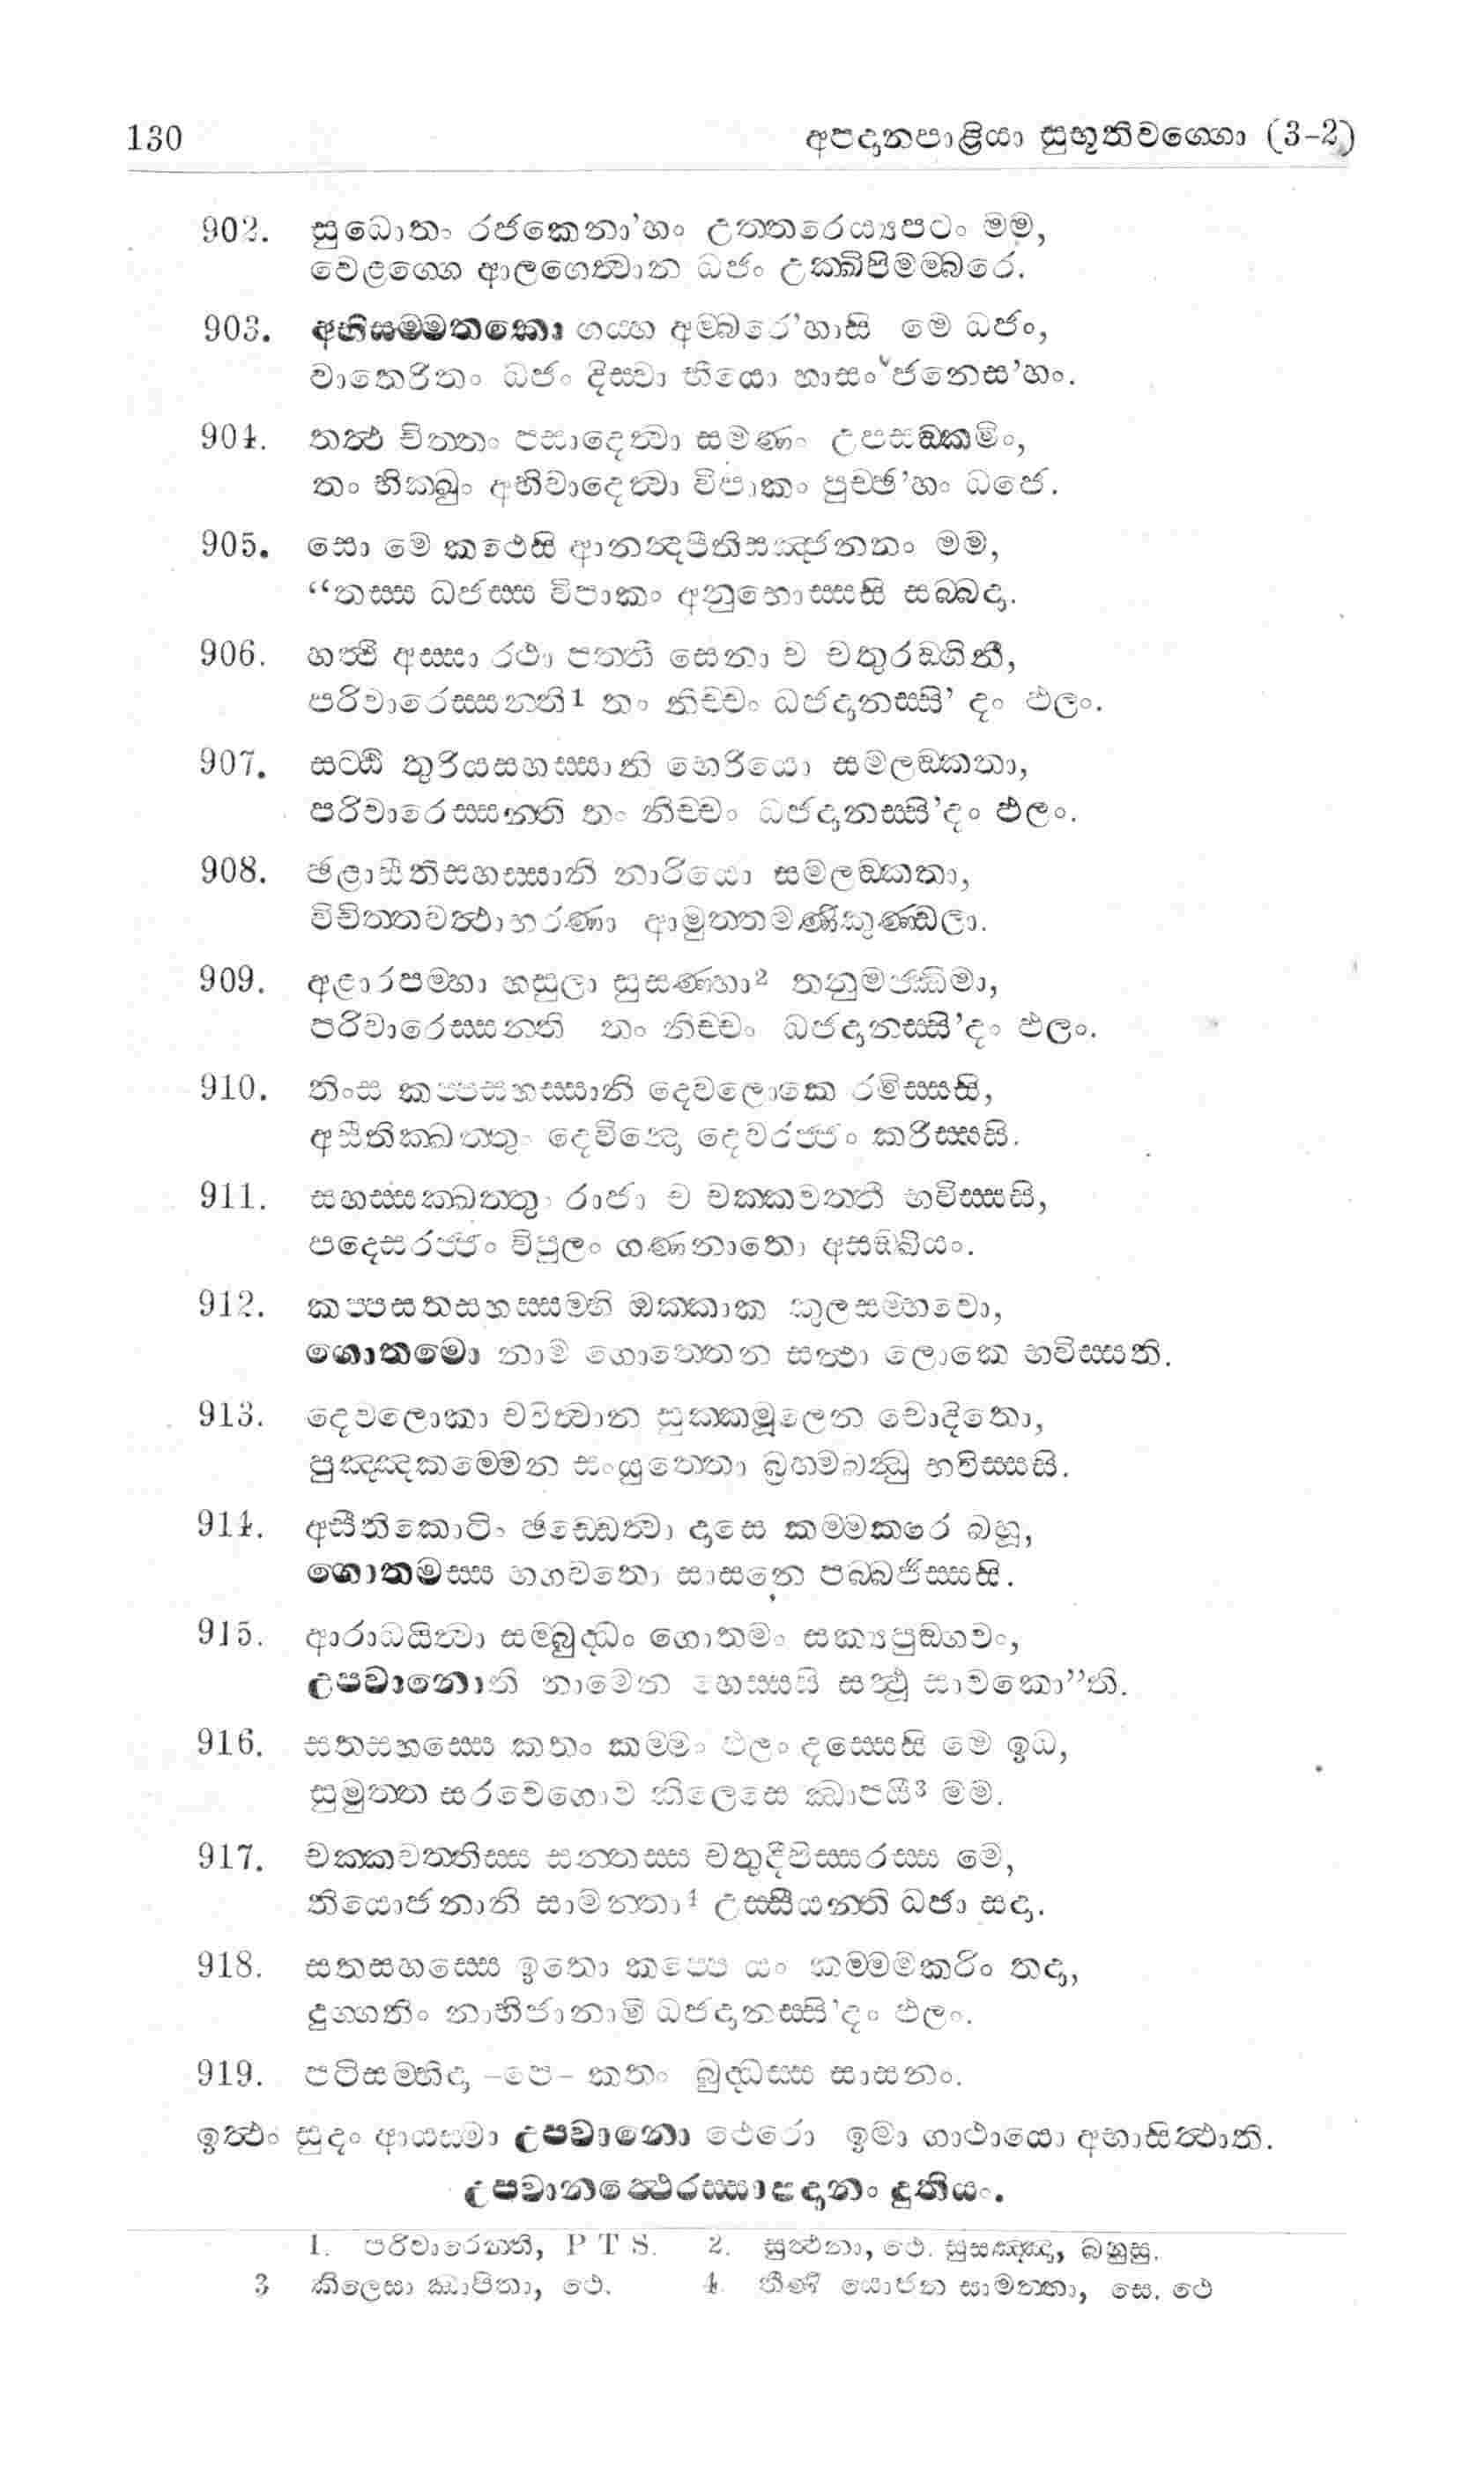 130 අපදානපාළියා සුභූතිවග්ගො (3-2)
902. සුධොතං රජකෙනා’හං උත්තරෙය්‍යපටං මම,
වෙළග්ගෙ ආලගෙත්වාන ධජං උක්ඛිපිමම්බරෙ.
903. අභිසම්මතකො ගය්හ අම්බරෙ’හාසි මෙ ධජං,
වාතෙරිතං ධජං දිස්වා භීයො හාසං ජනෙස’හං.
904. තත්ථ චිත්තං පසාදෙත්වා සමණං උපසඞ්කමිං,
තං භික්ඛුං අභිවාදෙත්වා විපාකං පුච්ඡ’හං ධජෙ.
905. සො මෙ කථෙසි ආනන්දපීතිසඤ්ජනනං මම,
“තස්ස ධජස්ස විපාකං අනුභොස්සසි සබ්බදා.
906. හත්ථි අස්සා රථා පත්තී සෙනා ච චතුරඞ්ගිනී,
පරිවාරෙස්සන්ති1 තං නිච්චං ධජදානස්සි’ දං ඵලං.
907. සට්ඨි තුරියසහස්සානි භෙරියො සමලඞ්කතා,
පරිවාරෙස්සන්ති තං නිච්චං ධජදානස්සි’දං ඵලං.
908. ඡළාසීතිසහස්සානි නාරියො සමලඞ්කතා,
විචිත්තවත්ථාභරණා ආමුත්තමණිකුණ්ඩලා.
909. අළාරපම්හා හසුලා සුසණ්හා2 තනුමජ්ඣිමා,
පරිවාරෙස්සන්ති තං නිච්චං ධජදානස්සි’දං ඵලං.
910. තිංස කප්පසහස්සානි දෙවලොකෙ රමිස්සසි,
අසීතික්ඛත්තුං දෙවින්දො දෙවරජ්ජං කරිස්සසි.
911. සහස්සක්ඛත්තුං රාජා ච චක්කවත්තී භවිස්සසි,
පදෙසරජ්ජං විපුලං ගණනාතො අසඞ්ඛියං.
912. කප්පසතසහස්සම්හි ඔක්කාක කුලසම්භවො,
ගොතමො නාම ගොත්තෙන සත්ථා ලොකෙ භවිස්සති.
913. දෙවලොකා චවිත්වාන සුක්කමූලෙන චොදිතො,
පුඤ්ඤකම්මෙන සංයුත්තො බ්‍රහ්මබන්ධු භවිස්සසි.
914. අසීතිකොටිං ඡඩ්ඩෙත්වා දාසෙ කම්මකරෙ බහූ,
ගොතමස්ස භගවතො සාසනෙ පබ්බජිස්සසි.
915. ආරාධයිත්වා සම්බුද්ධං ගොතමං සක්‍යපුඞ්ගවං,
උපවානොති නාමෙන හෙස්සසි සත්ථු සාවකො”ති.
916. සතසහස්සෙ කතං කම්මං ඵලං දස්සෙසි මෙ ඉධ,
සුමුත්ත සරවෙගොව කිලෙසෙ ඣාපයී3 මම.
917. චක්කවත්තිස්ස සන්තස්ස චතුදීපිස්සරස්ස මෙ,
තියොජනානි සාමන්තා4 උස්සීයන්ති ධජා සදා.
918. සතසහස්සෙ ඉතො කප්පෙ යං කම්මමකරිං තදා,
දුග්ගතිං නාභිජානාමි ධජදානස්සි’දං ඵලං.
919. පටිසම්භිදා –පෙ– කතං බුද්ධස්ස සාසනං.
ඉත්ථං සුදං ආයස්මා උපවානො ථෙරො ඉමා ගාථායො අභාසිත්ථාති.
උපවානත්ථෙරස්සාපදානං දුතියං.
1. පරිවාරෙන්ති, P T S. 2. සුත්ථනා, ථෙ. සුසඤ්ඤා, බහුසු.
3 කිලෙසා ඣාපිතා, ථෙ. 4. තීණි යොජන සාමන්තා, සෙ. ථෙ